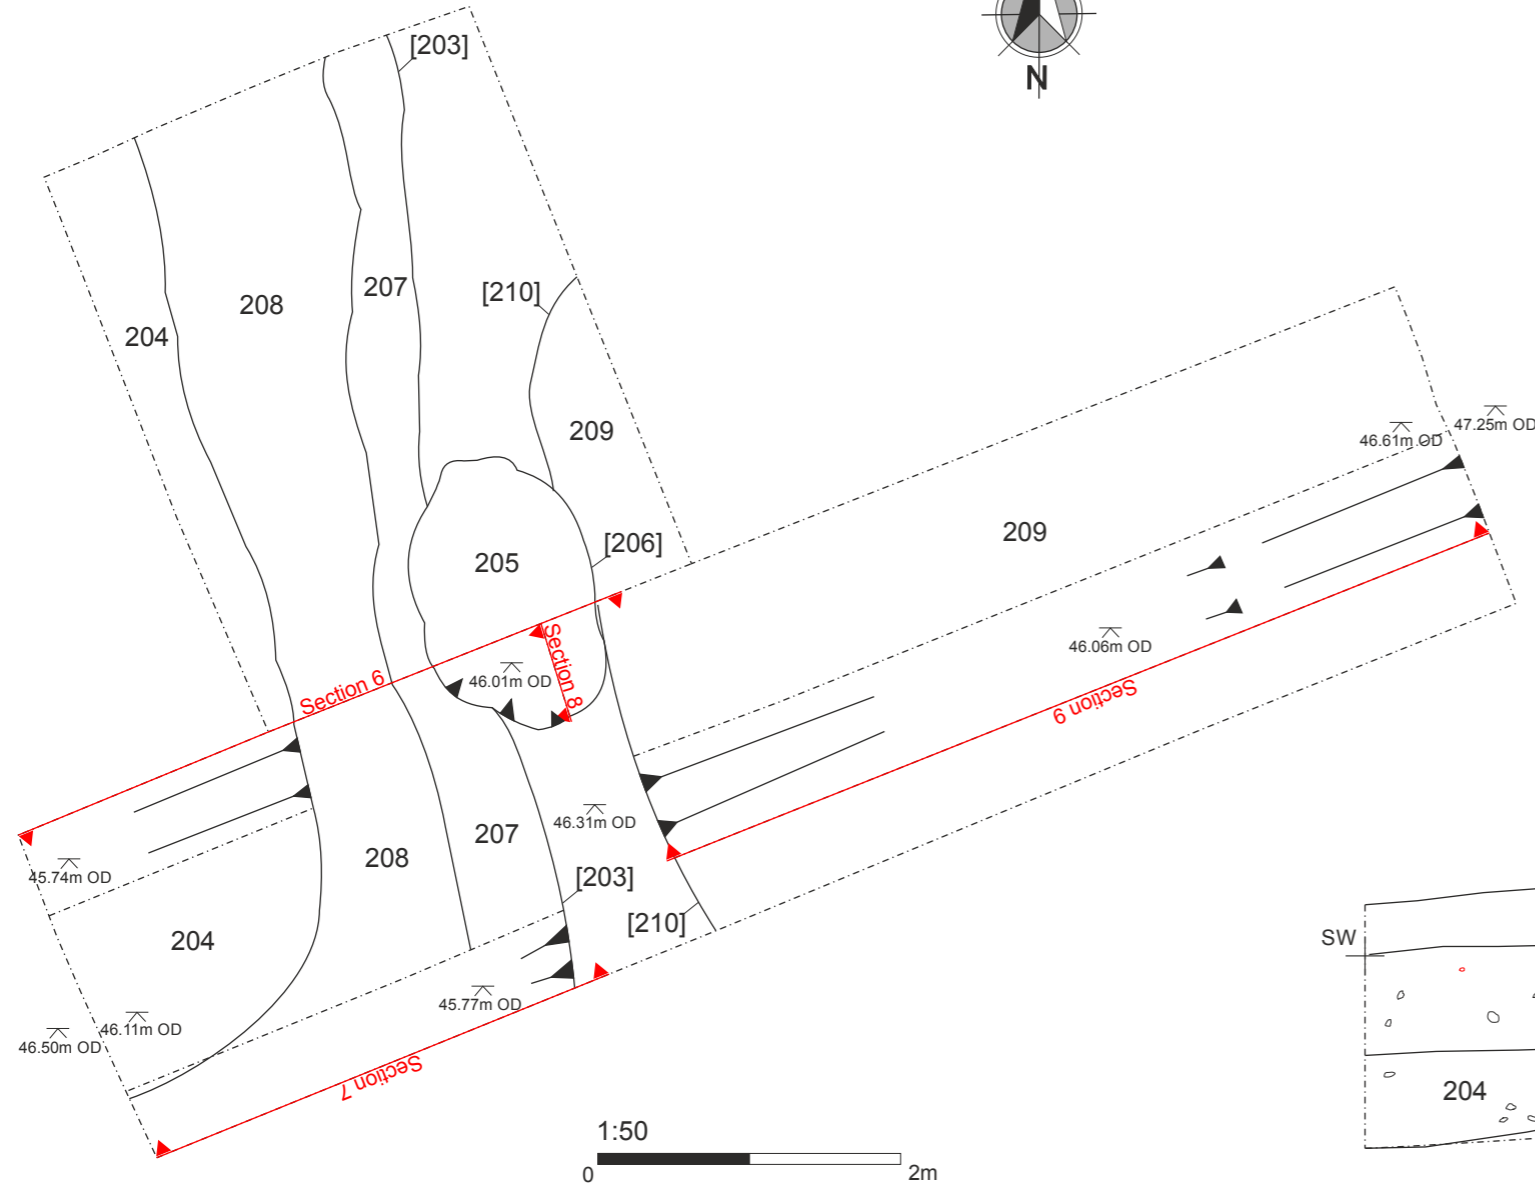 [203]
N
207
208
[210]
204
209
46.61m OD
47.25m OD
209
[206]
205
Section 8
46.01m OD
Section 6
46.06m OD
Section 9
46.31m OD
207
208
45.74m OD
[203]
[210]
204
SW
45.77m OD
46.11m OD
46.50m OD
Section 7
204
1:50
0
2m